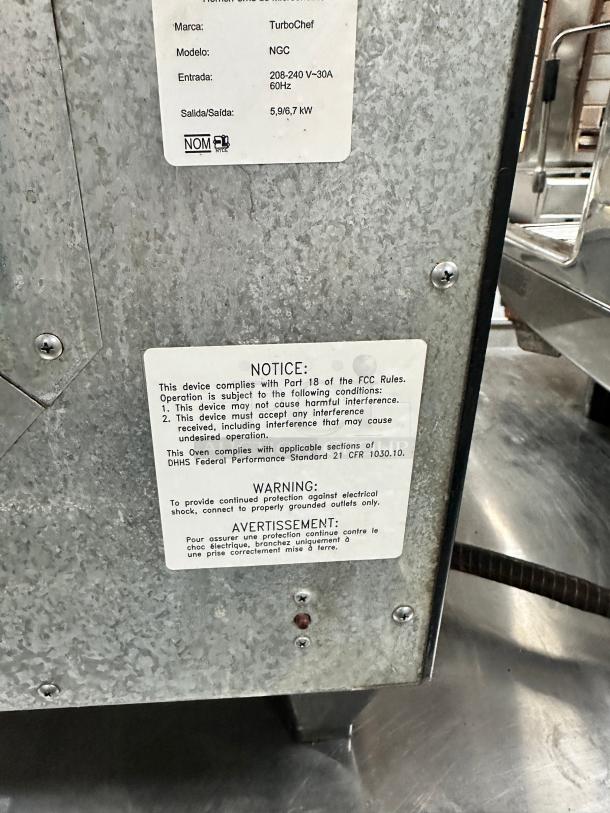 Marca: TurboChef
Modelo: NGC
Entrada: 208-240 V~30A
60Hz
Salida/Saída: 5,9/6,7 kW
NOM
NOTICE:
This device complies with Part 18 of the FCC Rules.
Operation is subject to the following conditions:
1. This device may not cause harmful interference.
2. This device must accept any interference
received, including interference that may cause
undesired operation.
This Oven complies with applicable sections of
DHHS Federal Performance Standard 21 CFR 1030.10.
WARNING:
To provide continued protection against electrical
shock, connect to properly grounded outlets only.
AVERTISSEMENT:
Pour assurer une protection continue contre le
choc électrique, branchez uniquement à
une prise correctement mise à terre.